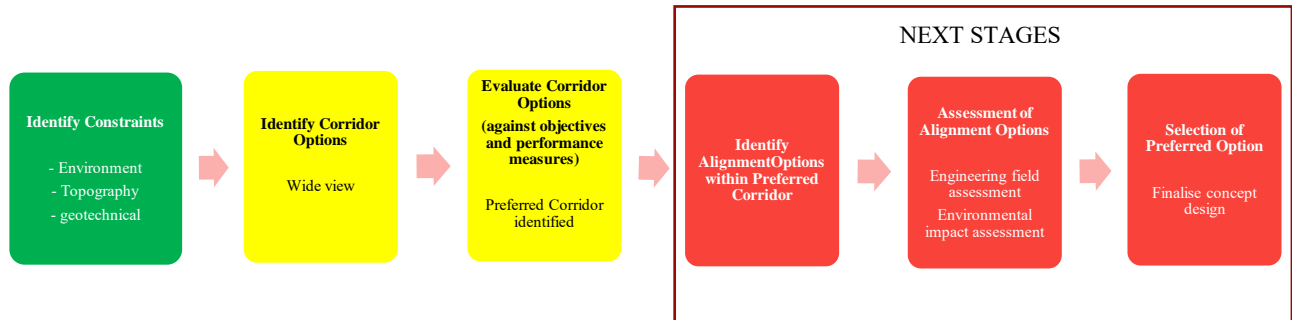 NEXT STAGES
Identify Constraints
- Environment
- Topography
- geotechnical
Identify Corridor
Options
Wide view
Evaluate Corridor
Options
(against objectives
and performance
measures)
Preferred Corridor
identified
Identify
AlignmentOptions
within Preferred
Corridor
Assessment of
Alignment Options
Engineering field
assessment
Environmental
impact assessment
Selection of
Preferred Option
Finalise concept
design